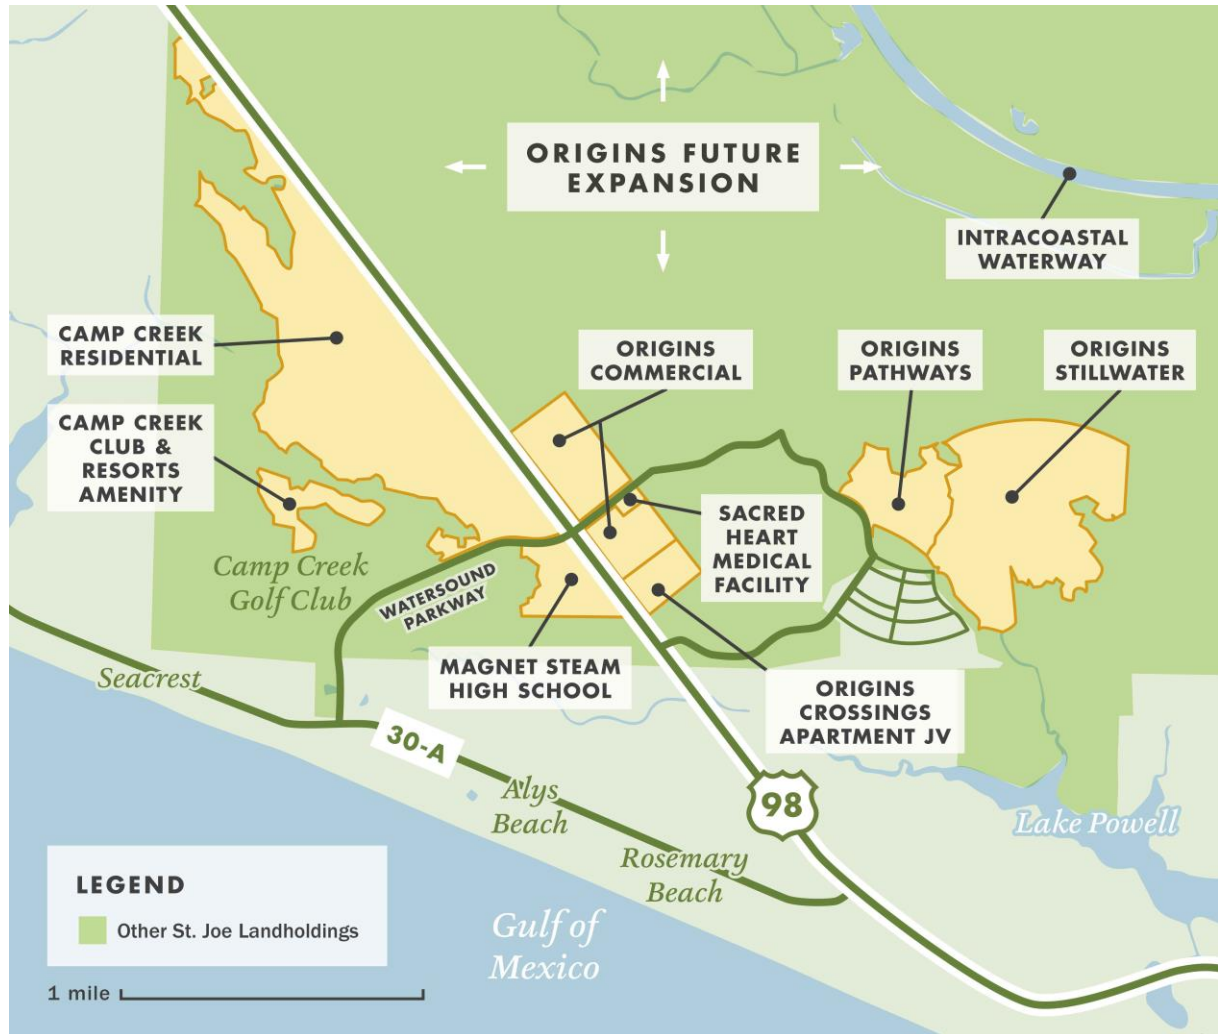 ORIGINS FUTURE
EXPANSION
INTRACOASTAL
WATERWAY
CAMP CREEK
RESIDENTIAL
ORIGINS
COMMERCIAL
ORIGINS
PATHWAYS
ORIGINS
STILLWATER
CAMP CREEK
CLUB &
RESORTS
AMENITY
SACRED
HEART
MEDICAL
FACILITY
Camp Creek
Golf Club
WATERSOUND
PARKWAY
MAGNET STEAM
HIGH SCHOOL
ORIGINS
CROSSINGS
APARTMENT JV
Seacrest
30-A
98
Alys
Beach
Lake Powell
Rosemary
Beach
Gulf of
Mexico
LEGEND
Other St. Joe Landholdings
1 mile